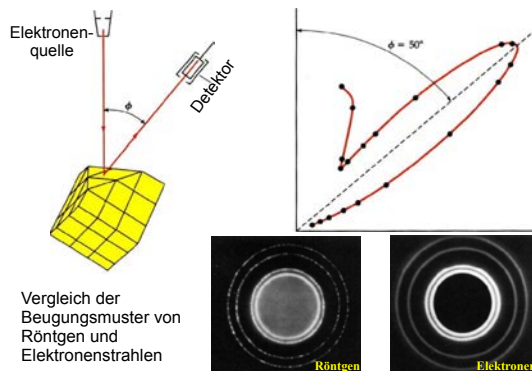 Elektronen-
quelle
ϕ
Detektor
ϕ = 50°
Vergleich der
Beugungsmuster von
Röntgen und
Elektronenstrahlen
Röntgen
Elektronen